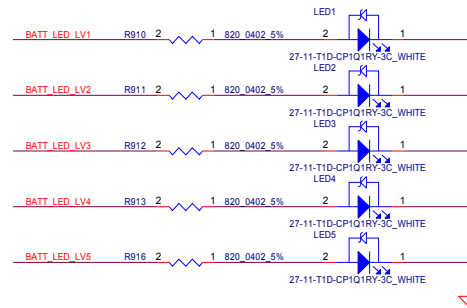 LED1
BATT_LED_LV1 R910 2 1 820_0402_5% 2 1
27-11-T1D-CP1Q1RY-3C_WHITE
LED2
BATT_LED_LV2 R911 2 1 820_0402_5% 2 1
27-11-T1D-CP1Q1RY-3C_WHITE
LED3
BATT_LED_LV3 R912 2 1 820_0402_5% 2 1
27-11-T1D-CP1Q1RY-3C_WHITE
LED4
BATT_LED_LV4 R913 2 1 820_0402_5% 2 1
27-11-T1D-CP1Q1RY-3C_WHITE
LED5
BATT_LED_LV5 R916 2 1 820_0402_5% 2 1
27-11-T1D-CP1Q1RY-3C_WHITE